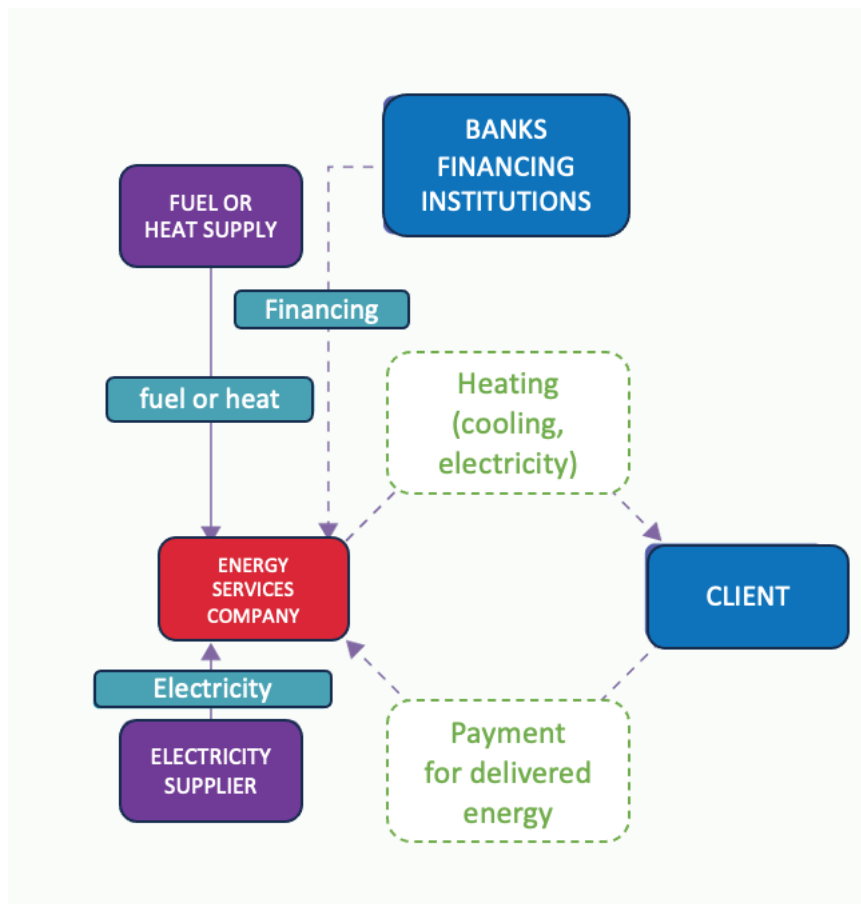 BANKS
FINANCING
INSTITUTIONS
FUEL OR
HEAT SUPPLY
Financing
fuel or heat
Heating
(cooling,
electricity)
ENERGY
SERVICES
COMPANY
CLIENT
Electricity
ELECTRICITY
SUPPLIER
Payment
for delivered
energy